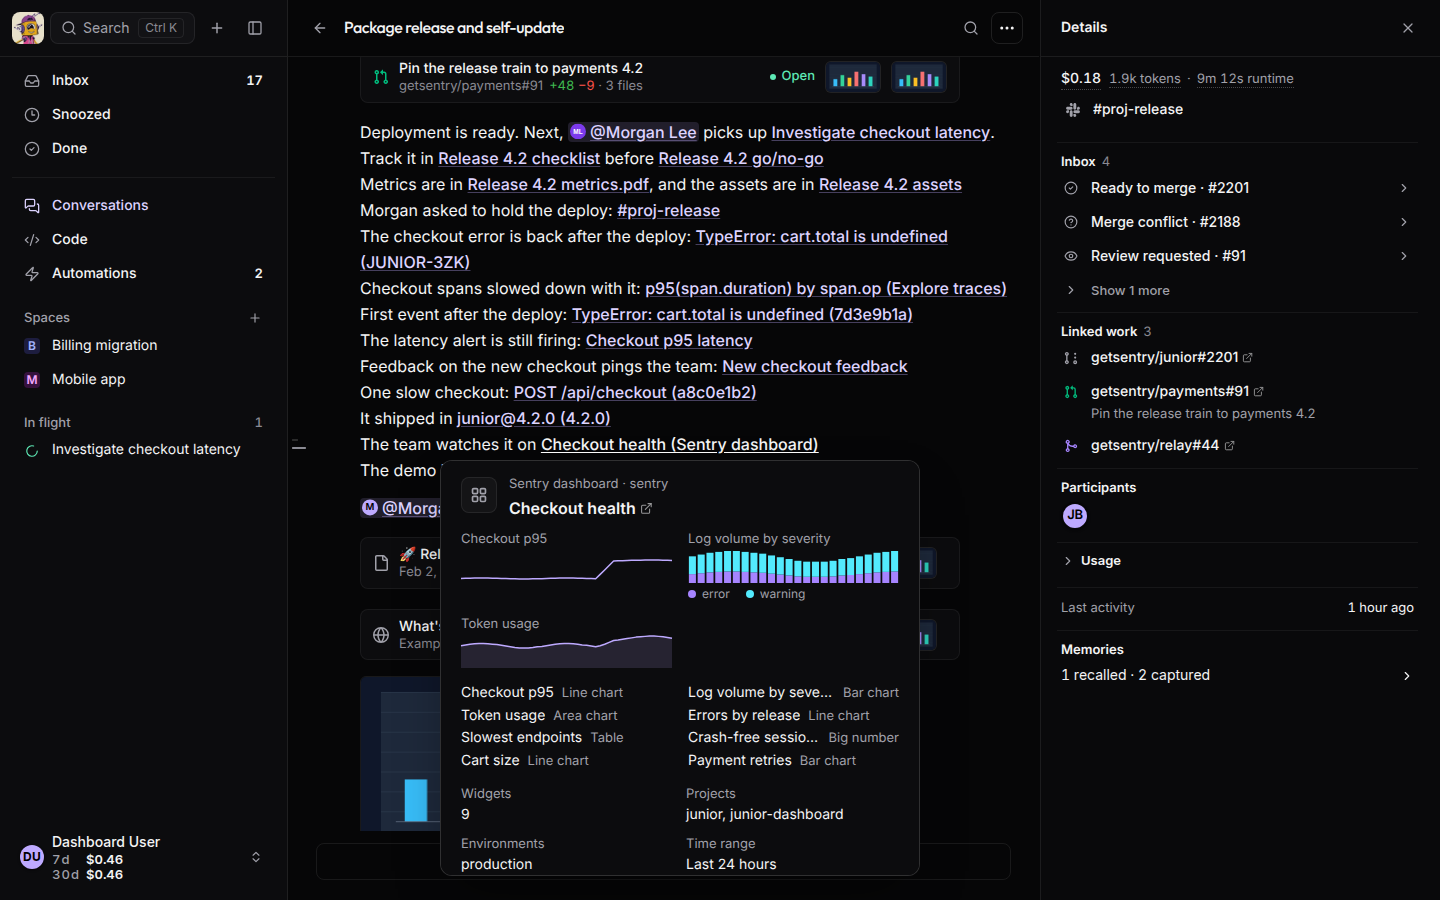 Search Ctrl K
Inbox 17
Snoozed
Done
Conversations
Code
Automations 2
Spaces
B Billing migration
M Mobile app
In flight 1
Investigate checkout latency
DU Dashboard User
7d $0.46
30d $0.46
Package release and self-update
Pin the release train to payments 4.2
getsentry/payments#91 +48 −9 · 3 files
Open
Deployment is ready. Next, ML @Morgan Lee picks up Investigate checkout latency.
Track it in Release 4.2 checklist before Release 4.2 go/no-go
Metrics are in Release 4.2 metrics.pdf, and the assets are in Release 4.2 assets
Morgan asked to hold the deploy: #proj-release
The checkout error is back after the deploy: TypeError: cart.total is undefined
(JUNIOR-3ZK)
Checkout spans slowed down with it: p95(span.duration) by span.op (Explore traces)
First event after the deploy: TypeError: cart.total is undefined (7d3e9b1a)
The latency alert is still firing: Checkout p95 latency
Feedback on the new checkout pings the team: New checkout feedback
One slow checkout: POST /api/checkout (a8c0e1b2)
It shipped in junior@4.2.0 (4.2.0)
The team watches it on Checkout health (Sentry dashboard)
The demo
M @Morga
🚀 Rel
Feb 2,
What's
Examp
Sentry dashboard · sentry
Checkout health
Checkout p95
Log volume by severity
error warning
Token usage
Checkout p95 Line chart
Log volume by seve... Bar chart
Token usage Area chart
Errors by release Line chart
Slowest endpoints Table
Crash-free sessio... Big number
Cart size Line chart
Payment retries Bar chart
Widgets
9
Projects
junior, junior-dashboard
Environments
production
Time range
Last 24 hours
Details
$0.18 1.9k tokens · 9m 12s runtime
#proj-release
Inbox 4
Ready to merge · #2201
Merge conflict · #2188
Review requested · #91
Show 1 more
Linked work 3
getsentry/junior#2201
getsentry/payments#91
Pin the release train to payments 4.2
getsentry/relay#44
Participants
JB
Usage
Last activity 1 hour ago
Memories
1 recalled · 2 captured